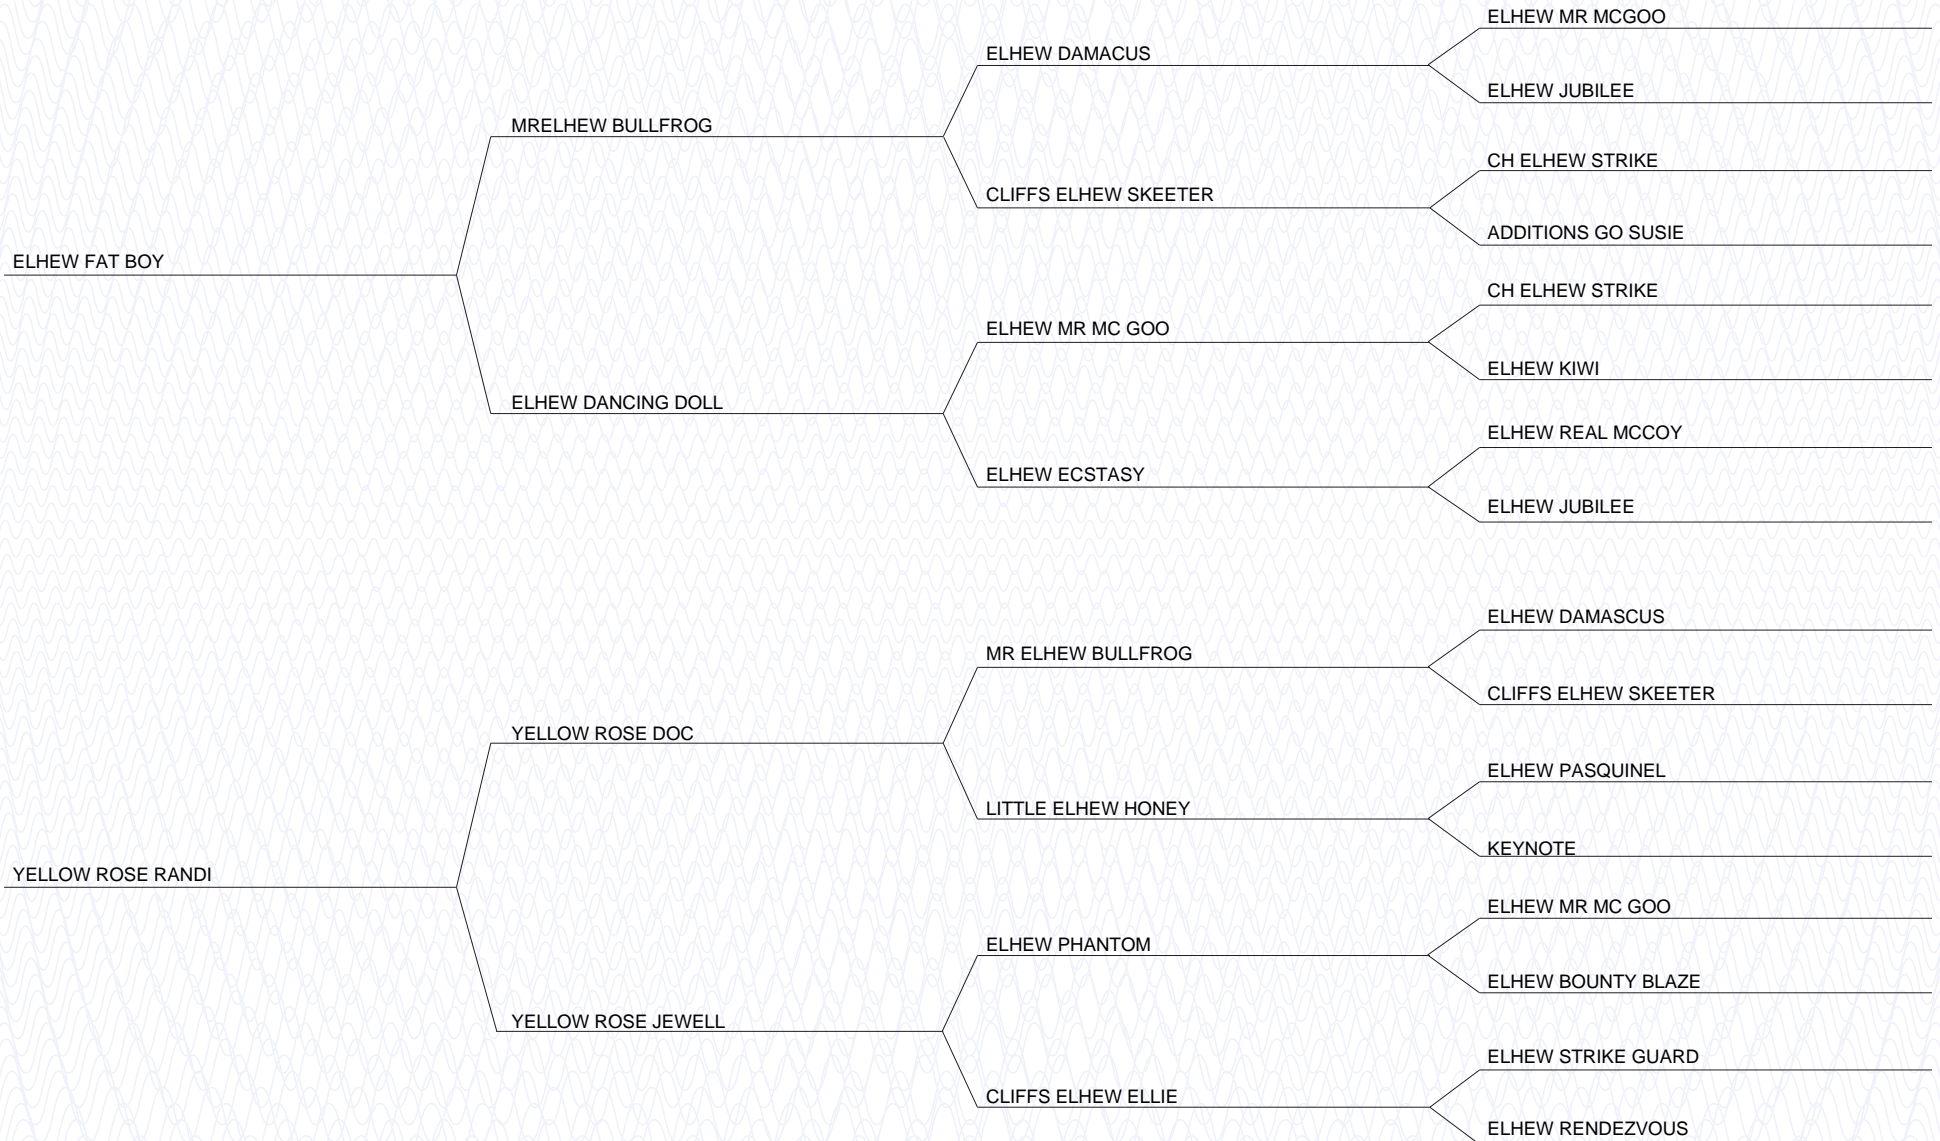 ELHEW MR MCGOO
ELHEW DAMACUS
ELHEW JUBILEE
MRELHEW BULLFROG
CH ELHEW STRIKE
CLIFFS ELHEW SKEETER
ADDITIONS GO SUSIE
ELHEW FAT BOY
CH ELHEW STRIKE
ELHEW MR MC GOO
ELHEW KIWI
ELHEW DANCING DOLL
ELHEW REAL MCCOY
ELHEW ECSTASY
ELHEW JUBILEE
ELHEW DAMASCUS
MR ELHEW BULLFROG
CLIFFS ELHEW SKEETER
YELLOW ROSE DOC
ELHEW PASQUINEL
LITTLE ELHEW HONEY
KEYNOTE
YELLOW ROSE RANDI
ELHEW MR MC GOO
ELHEW PHANTOM
ELHEW BOUNTY BLAZE
YELLOW ROSE JEWELL
ELHEW STRIKE GUARD
CLIFFS ELHEW ELLIE
ELHEW RENDEZVOUS